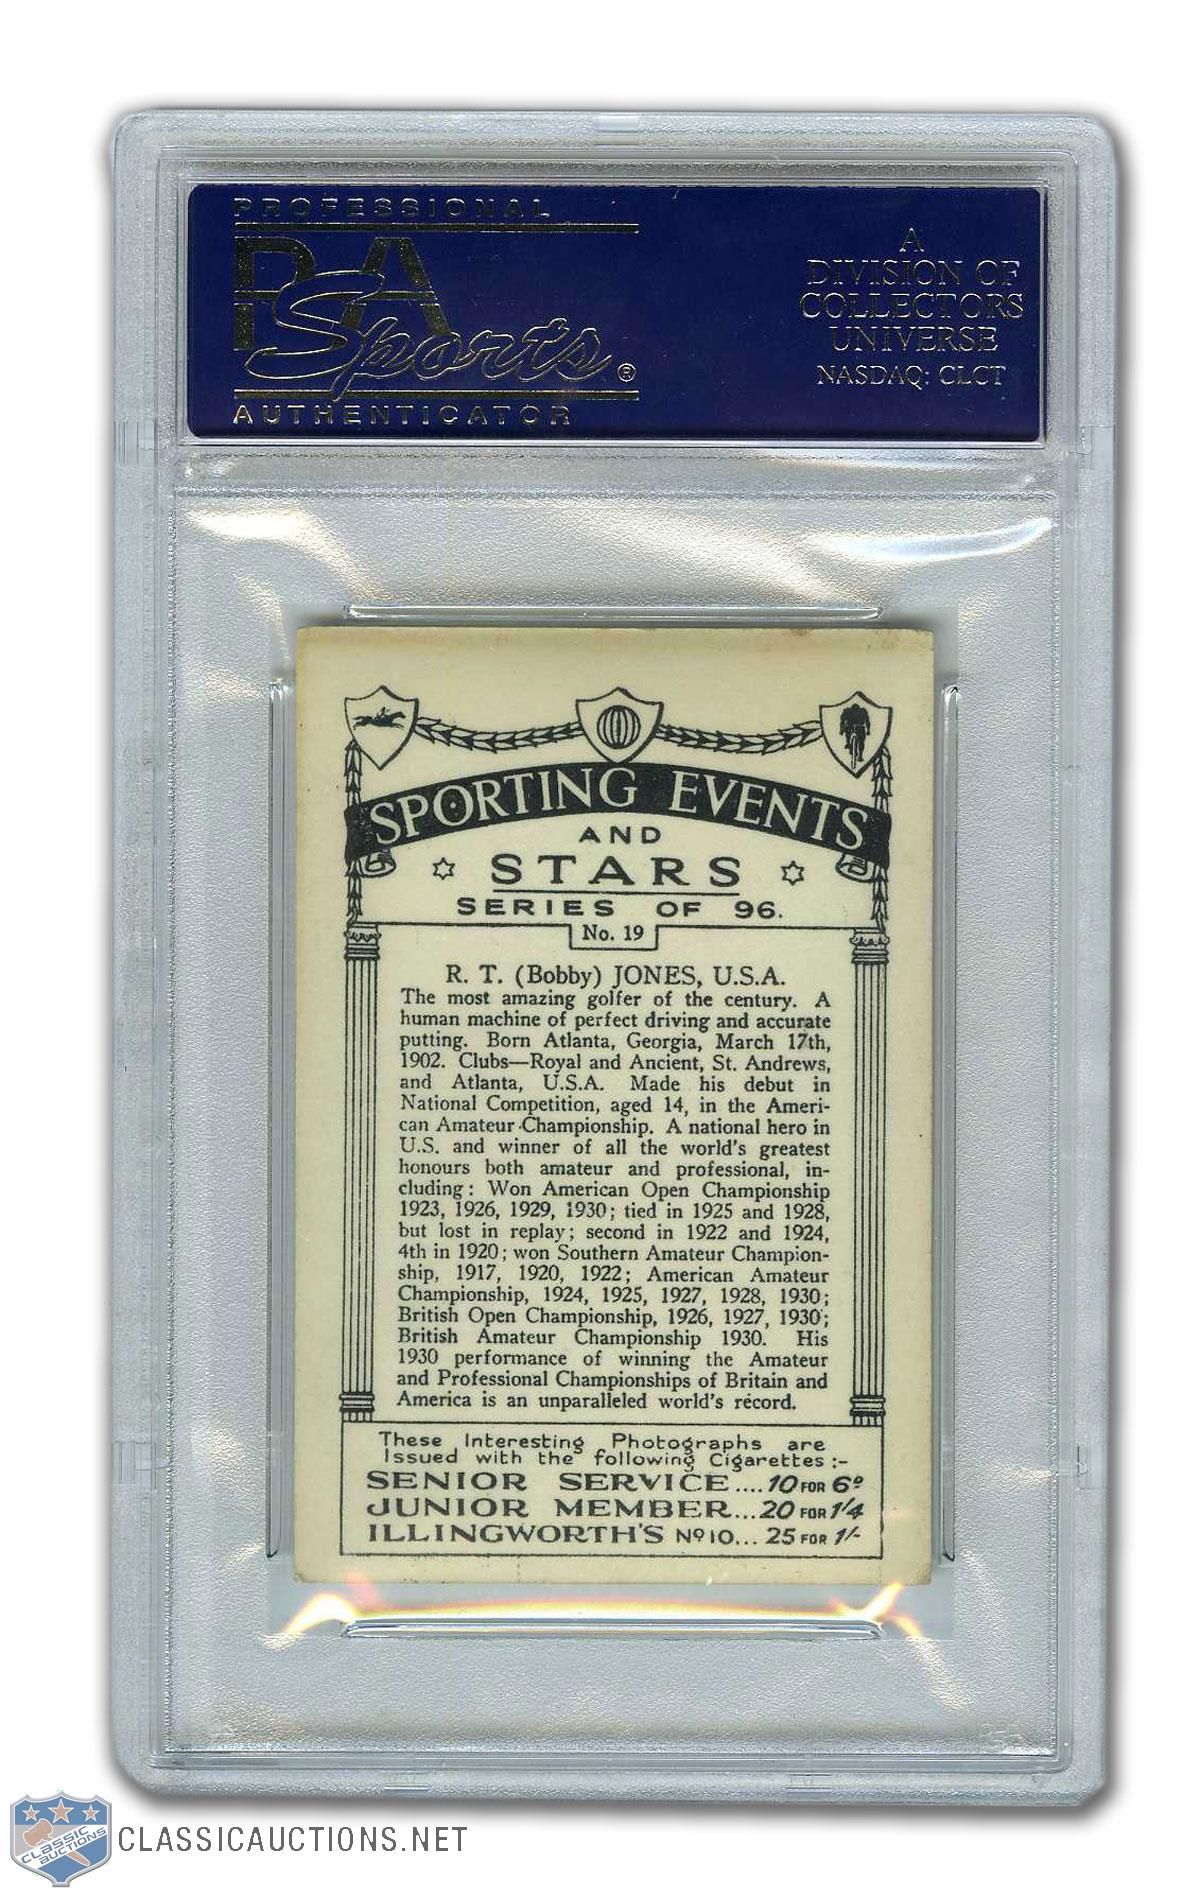 PROFESSIONAL
PSA
Sports®
AUTHENTICATOR
A
DIVISION OF
COLLECTORS
UNIVERSE
NASDAQ: CLCT
SPORTING EVENTS
AND
STARS
SERIES OF 96.
No. 19
R. T. (Bobby) JONES, U.S.A.
The most amazing golfer of the century. A
human machine of perfect driving and accurate
putting. Born Atlanta, Georgia, March 17th,
1902. Clubs—Royal and Ancient, St. Andrews,
and Atlanta, U.S.A. Made his debut in
National Competition, aged 14, in the Ameri-
can Amateur Championship. A national hero in
U.S. and winner of all the world's greatest
honours both amateur and professional, in-
cluding: Won American Open Championship
1923, 1926, 1929, 1930; tied in 1925 and 1928,
but lost in replay; second in 1922 and 1924,
4th in 1920; won Southern Amateur Champion-
ship, 1917, 1920, 1922; American Amateur
Championship, 1924, 1925, 1927, 1928, 1930;
British Open Championship, 1926, 1927, 1930;
British Amateur Championship 1930. His
1930 performance of winning the Amateur
and Professional Championships of Britain and
America is an unparalleled world's record.
These Interesting Photographs are
Issued with the following Cigarettes:-
SENIOR SERVICE....10 FOR 6D
JUNIOR MEMBER...20 FOR 1/4
ILLINGWORTH'S No 10...25 FOR 1/-
CLASSIC AUCTIONS
CLASSICAUCTIONS.NET